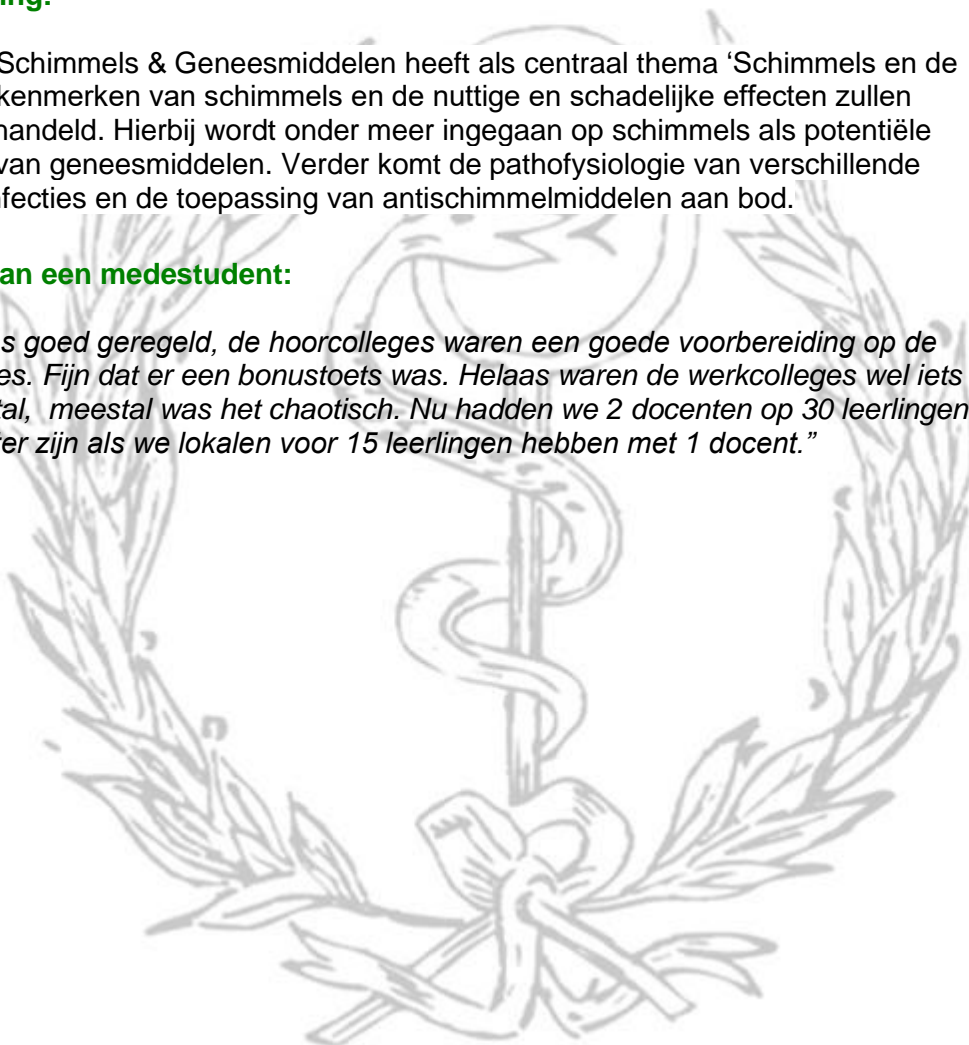 ing:
Schimmels & Geneesmiddelen heeft als centraal thema ‘Schimmels en de
kenmerken van schimmels en de nuttige en schadelijke effecten zullen
handeld. Hierbij wordt onder meer ingegaan op schimmels als potentiële
van geneesmiddelen. Verder komt de pathofysiologie van verschillende
nfecties en de toepassing van antischimmelmiddelen aan bod.
an een medestudent:
s goed geregeld, de hoorcolleges waren een goede voorbereiding op de
es. Fijn dat er een bonustoets was. Helaas waren de werkcolleges wel iets
tal, meestal was het chaotisch. Nu hadden we 2 docenten op 30 leerlingen
ter zijn als we lokalen voor 15 leerlingen hebben met 1 docent.”